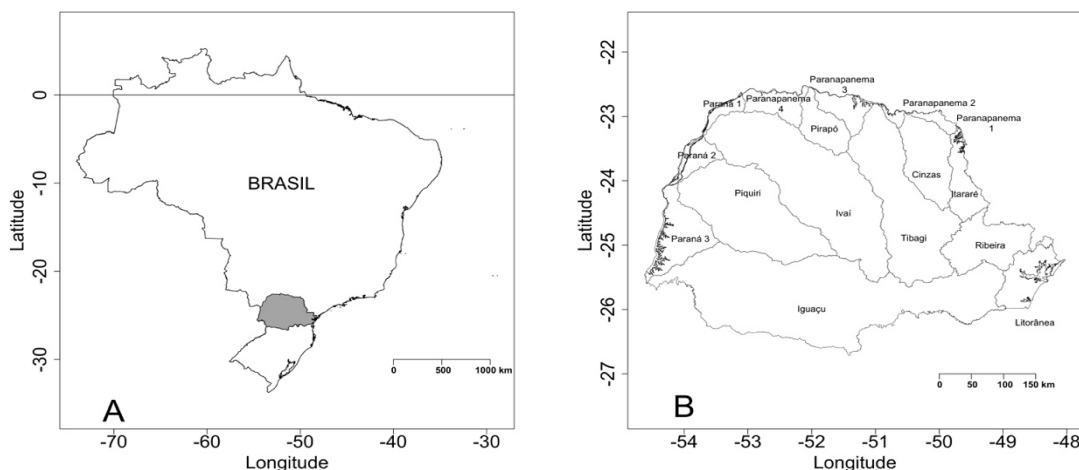 Latitude
0
-10
-20
-30
BRASIL
0 500 1000 km
A
-70 -60 -50 -40 -30
Longitude
Latitude
-22
-23
-24
-25
-26
-27
Paranapanema
3
Paraná 1
Paranapanema
4
Paranapanema 2
Paranapanema
1
Pirapó
Paraná 2
Cinzas
Piquiri
Itararé
Ivaí
Paraná 3
Tibagi
Ribeira
Iguaçu
Litorânea
0 50 100 150 km
B
-54 -53 -52 -51 -50 -49 -48
Longitude